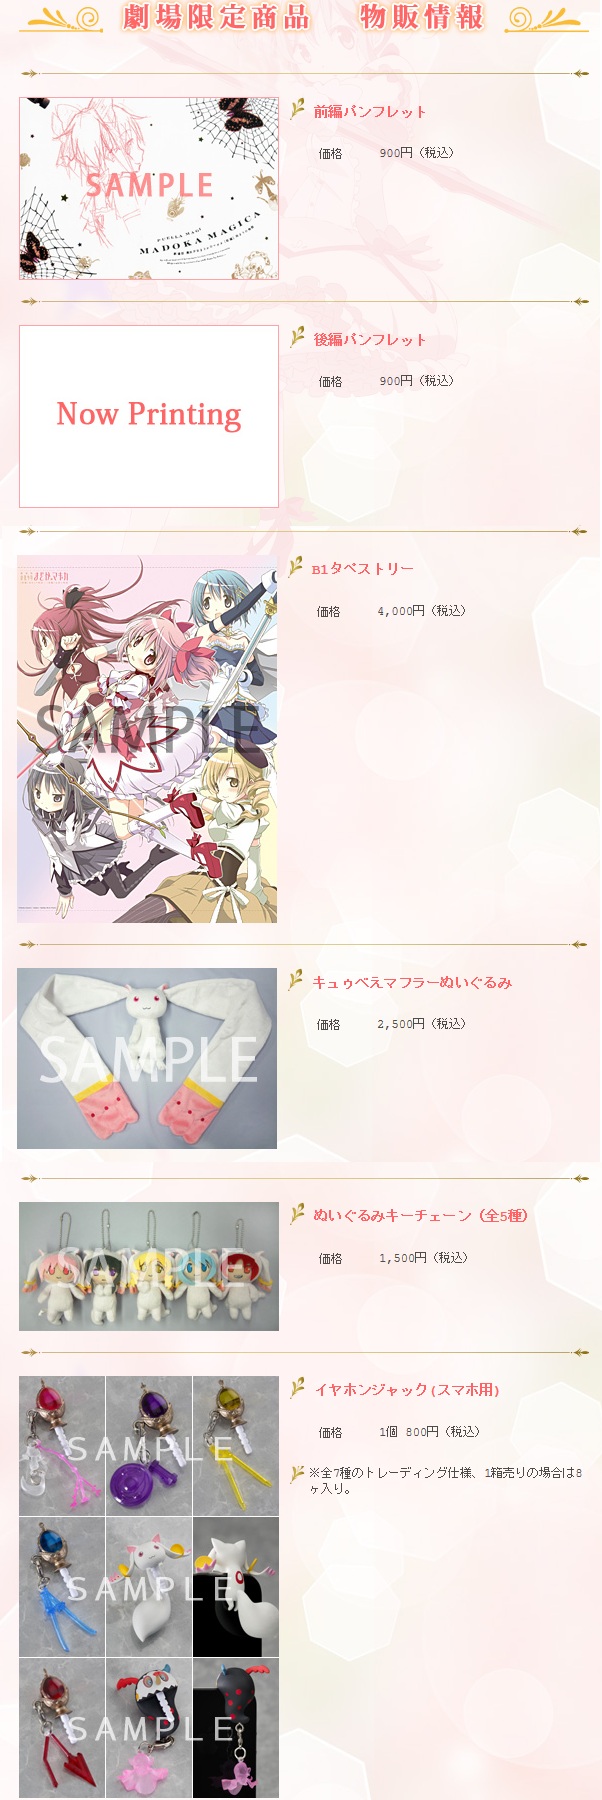 劇場限定商品　物販情報
前編パンフレット
価格　900円（税込）
SAMPLE
PUELLA MAGI
MADOKA MAGICA
後編パンフレット
価格　900円（税込）
Now Printing
B1タペストリー
価格　4,000円（税込）
SAMPLE
キュゥべえマフラーぬいぐるみ
価格　2,500円（税込）
SAMPLE
ぬいぐるみキーチェーン（全5種）
価格　1,500円（税込）
SAMPLE
イヤホンジャック(スマホ用)
価格　1個 800円（税込）
※全7種のトレーディング仕様、1箱売りの場合は8
ヶ入り。
SAMPLE
SAMPLE
SAMPLE